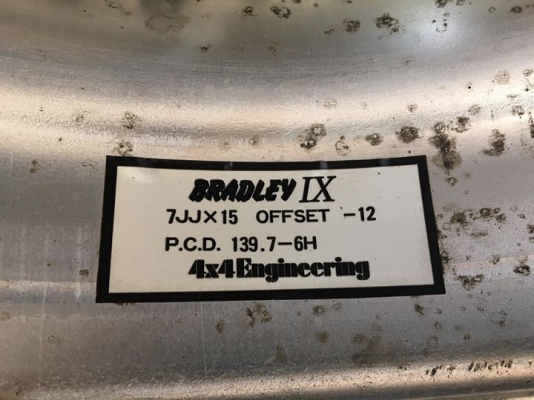 BRADLEY IX
7JJ×15 OFFSET -12
P.C.D. 139.7-6H
4x4Engineering